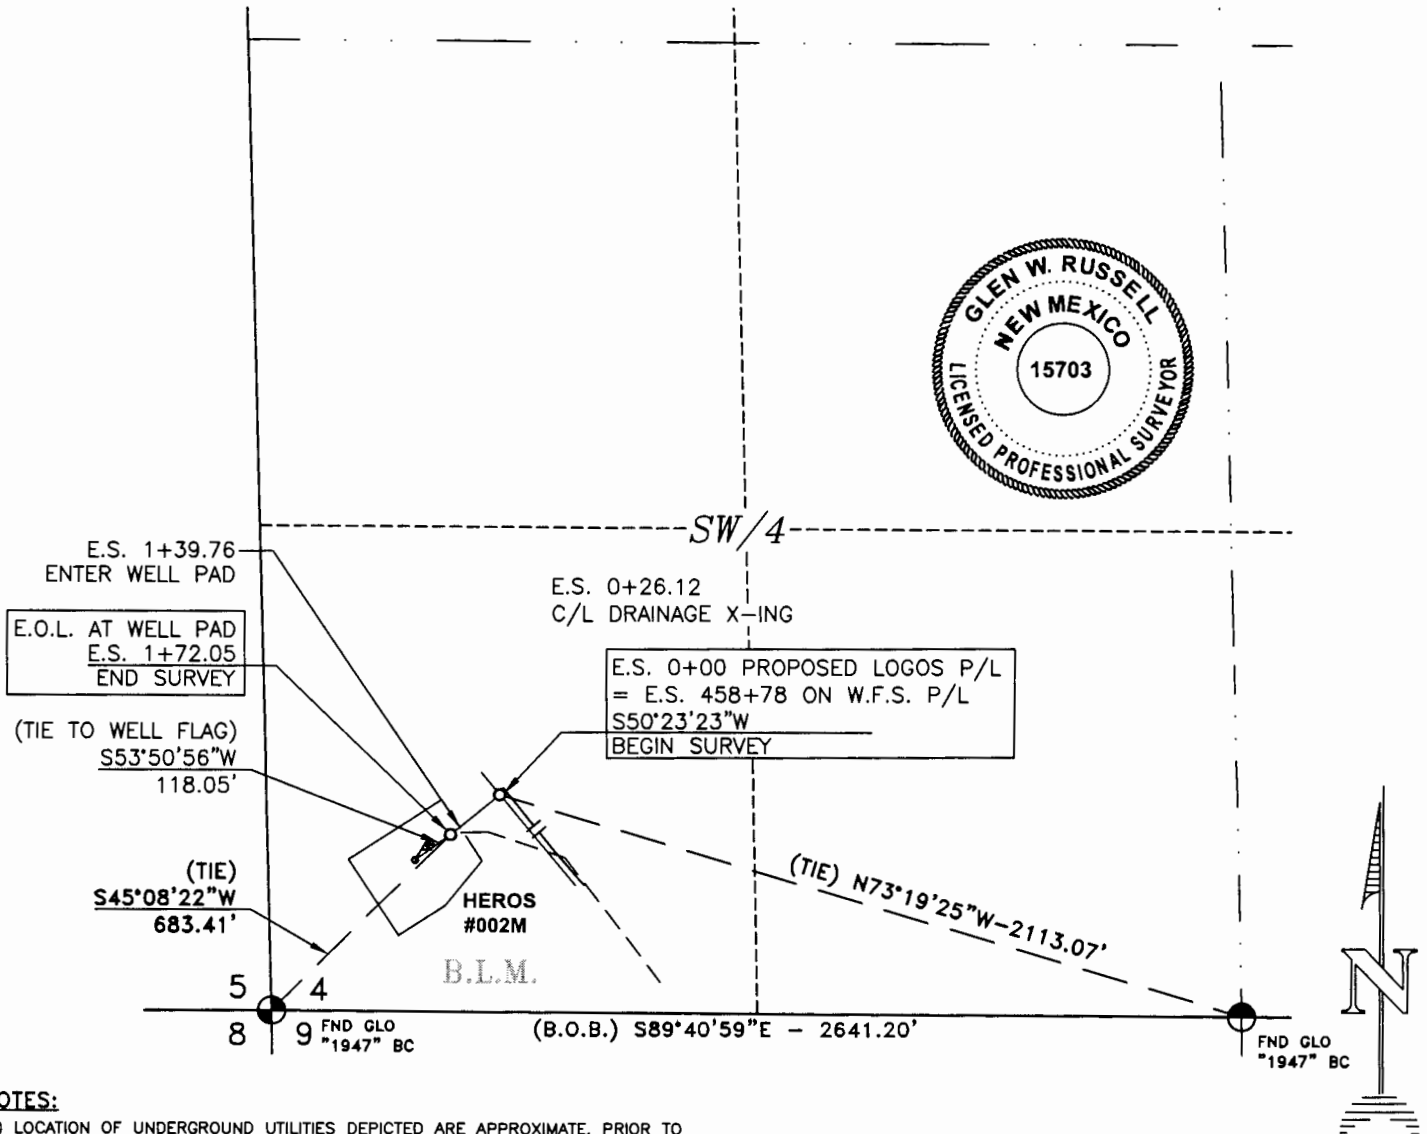 GLEN W. RUSSELL
NEW MEXICO
15703
LICENSED PROFESSIONAL SURVEYOR
SW/4
E.S. 1+39.76
ENTER WELL PAD
E.S. 0+26.12
C/L DRAINAGE X-ING
E.O.L. AT WELL PAD
E.S. 1+72.05
END SURVEY
E.S. 0+00 PROPOSED LOGOS P/L
= E.S. 458+78 ON W.F.S. P/L
S50°23'23"W
BEGIN SURVEY
(TIE TO WELL FLAG)
S53°50'56"W
118.05'
(TIE)
S45°08'22"W
683.41'
(TIE) N73°19'25"W-2113.07'
HEROS
#002M
B.L.M.
5 4
8 9
FND GLO
"1947" BC
(B.O.B.) S89°40'59"E - 2641.20'
FND GLO
"1947" BC
N
OTES:
) LOCATION OF UNDERGROUND UTILITIES DEPICTED ARE APPROXIMATE. PRIOR TO